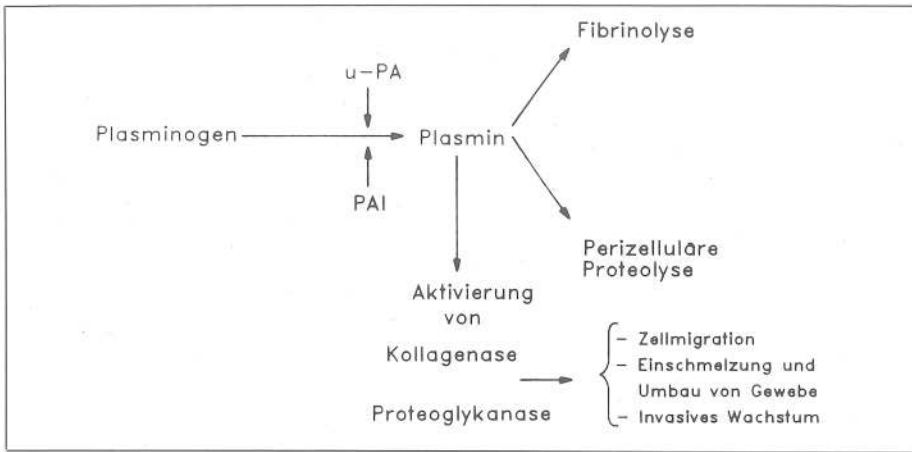 Fibrinolyse
u-PA
Plasminogen
Plasmin
PAI
Perizelluläre
Proteolyse
Aktivierung
von
Kollagenase
Proteoglykanase
- Zellmigration
- Einschmelzung und
Umbau von Gewebe
- Invasives Wachstum